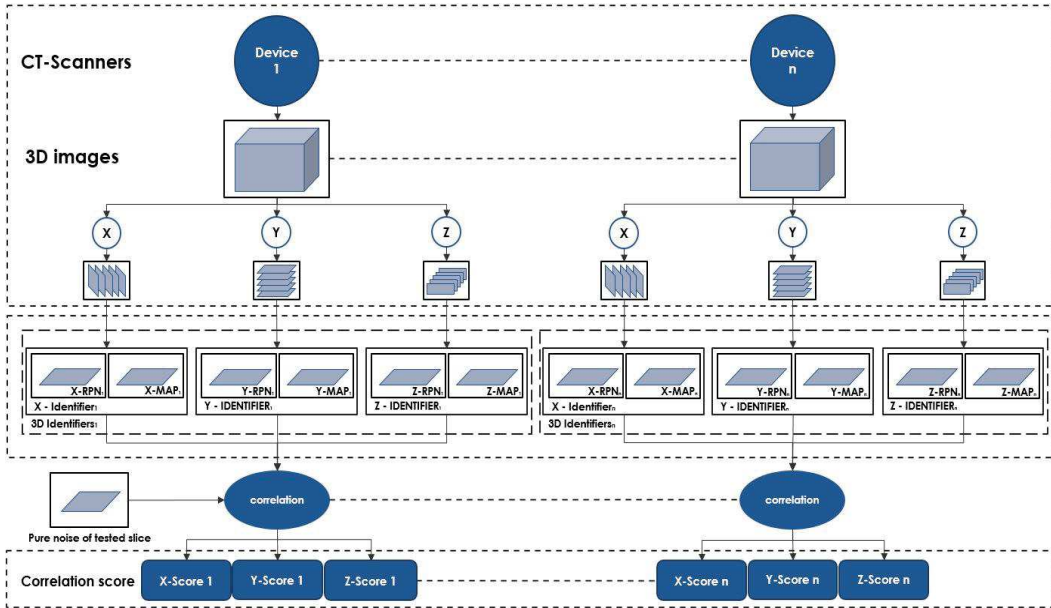 CT-Scanners
Device
1
Device
n
3D images
X
Y
Z
X
Y
Z
X-RPN₁
X-MAP₁
Y-RPN₁
Y-MAP₁
Z-RPN₁
Z-MAP₁
X - Identifier₁
Y - IDENTIFIER₁
Z - IDENTIFIER₁
3D Identifiers₁
X-RPNₙ
X-MAPₙ
Y-RPNₙ
Y-MAPₙ
Z-RPNₙ
Z-MAPₙ
X - Identifierₙ
Y - IDENTIFIERₙ
Z - IDENTIFIERₙ
3D Identifiersₙ
correlation
correlation
Pure noise of tested slice
Correlation score
X-Score 1
Y-Score 1
Z-Score 1
X-Score n
Y-Score n
Z-Score n